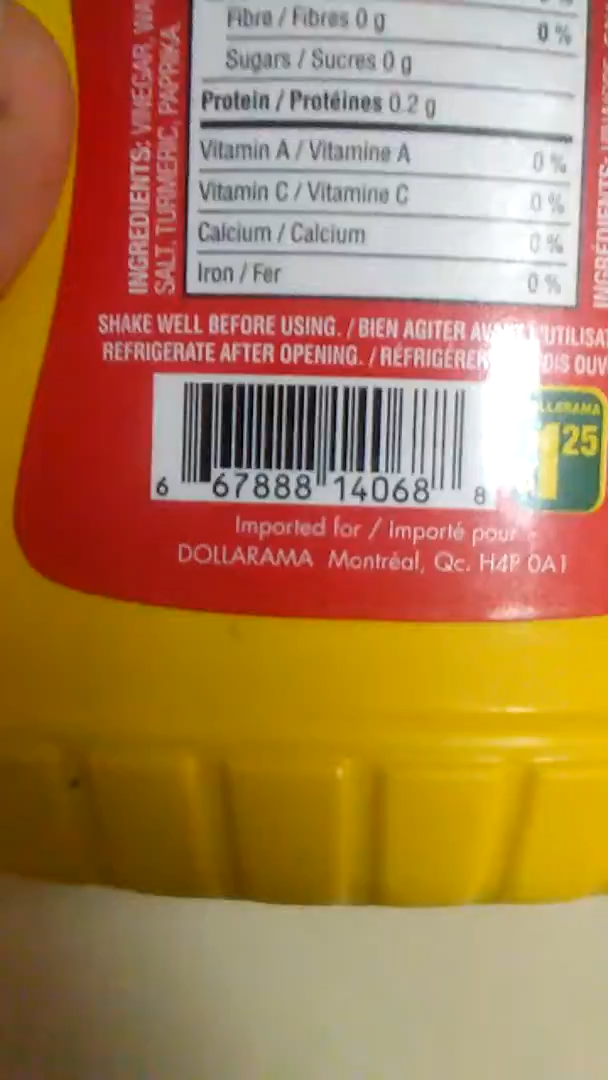 Fibre / Fibres 0 g 0 %
Sugars / Sucres 0 g
Protein / Protéines 0.2 g
Vitamin A / Vitamine A 0 %
Vitamin C / Vitamine C 0 %
Calcium / Calcium 0 %
Iron / Fer 0 %
INGREDIENTS: VINEGAR,
SALT, TURMERIC, PAPRIKA
SHAKE WELL BEFORE USING. / BIEN AGITER
REFRIGERATE AFTER OPENING. /
DOLLARAMA
1 25
6 67888 14068 8
Imported for / Importé pour
DOLLARAMA Montréal, Qc. H4P 0A1